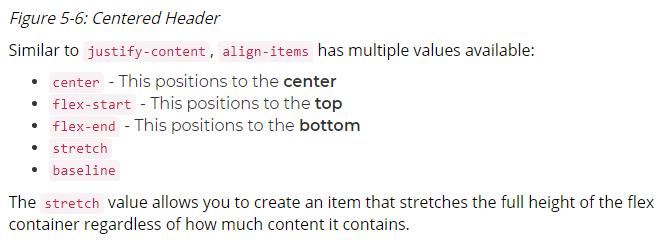 Figure 5-6: Centered Header
Similar to justify-content, align-items has multiple values available:
• center - This positions to the center
• flex-start - This positions to the top
• flex-end - This positions to the bottom
• stretch
• baseline
The stretch value allows you to create an item that stretches the full height of the flex
container regardless of how much content it contains.